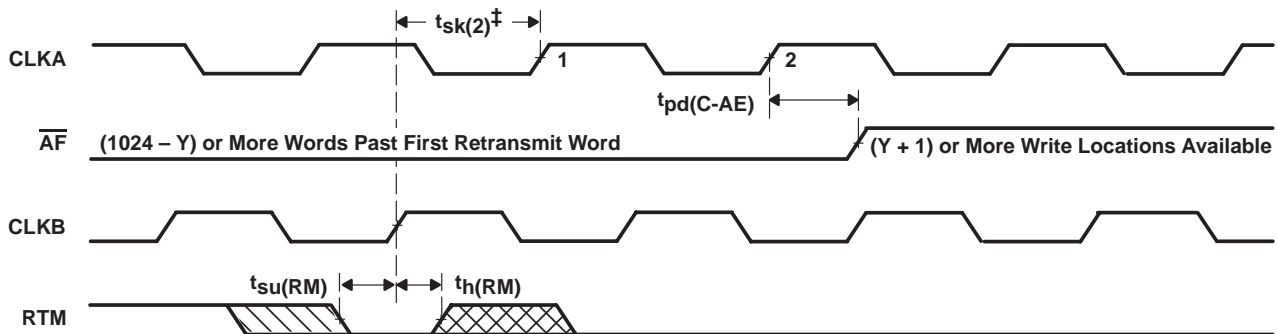 tsk(2)‡
CLKA
1
2
tpd(C-AE)
AF
(1024 – Y) or More Words Past First Retransmit Word
(Y + 1) or More Write Locations Available
CLKB
tsu(RM)
th(RM)
RTM